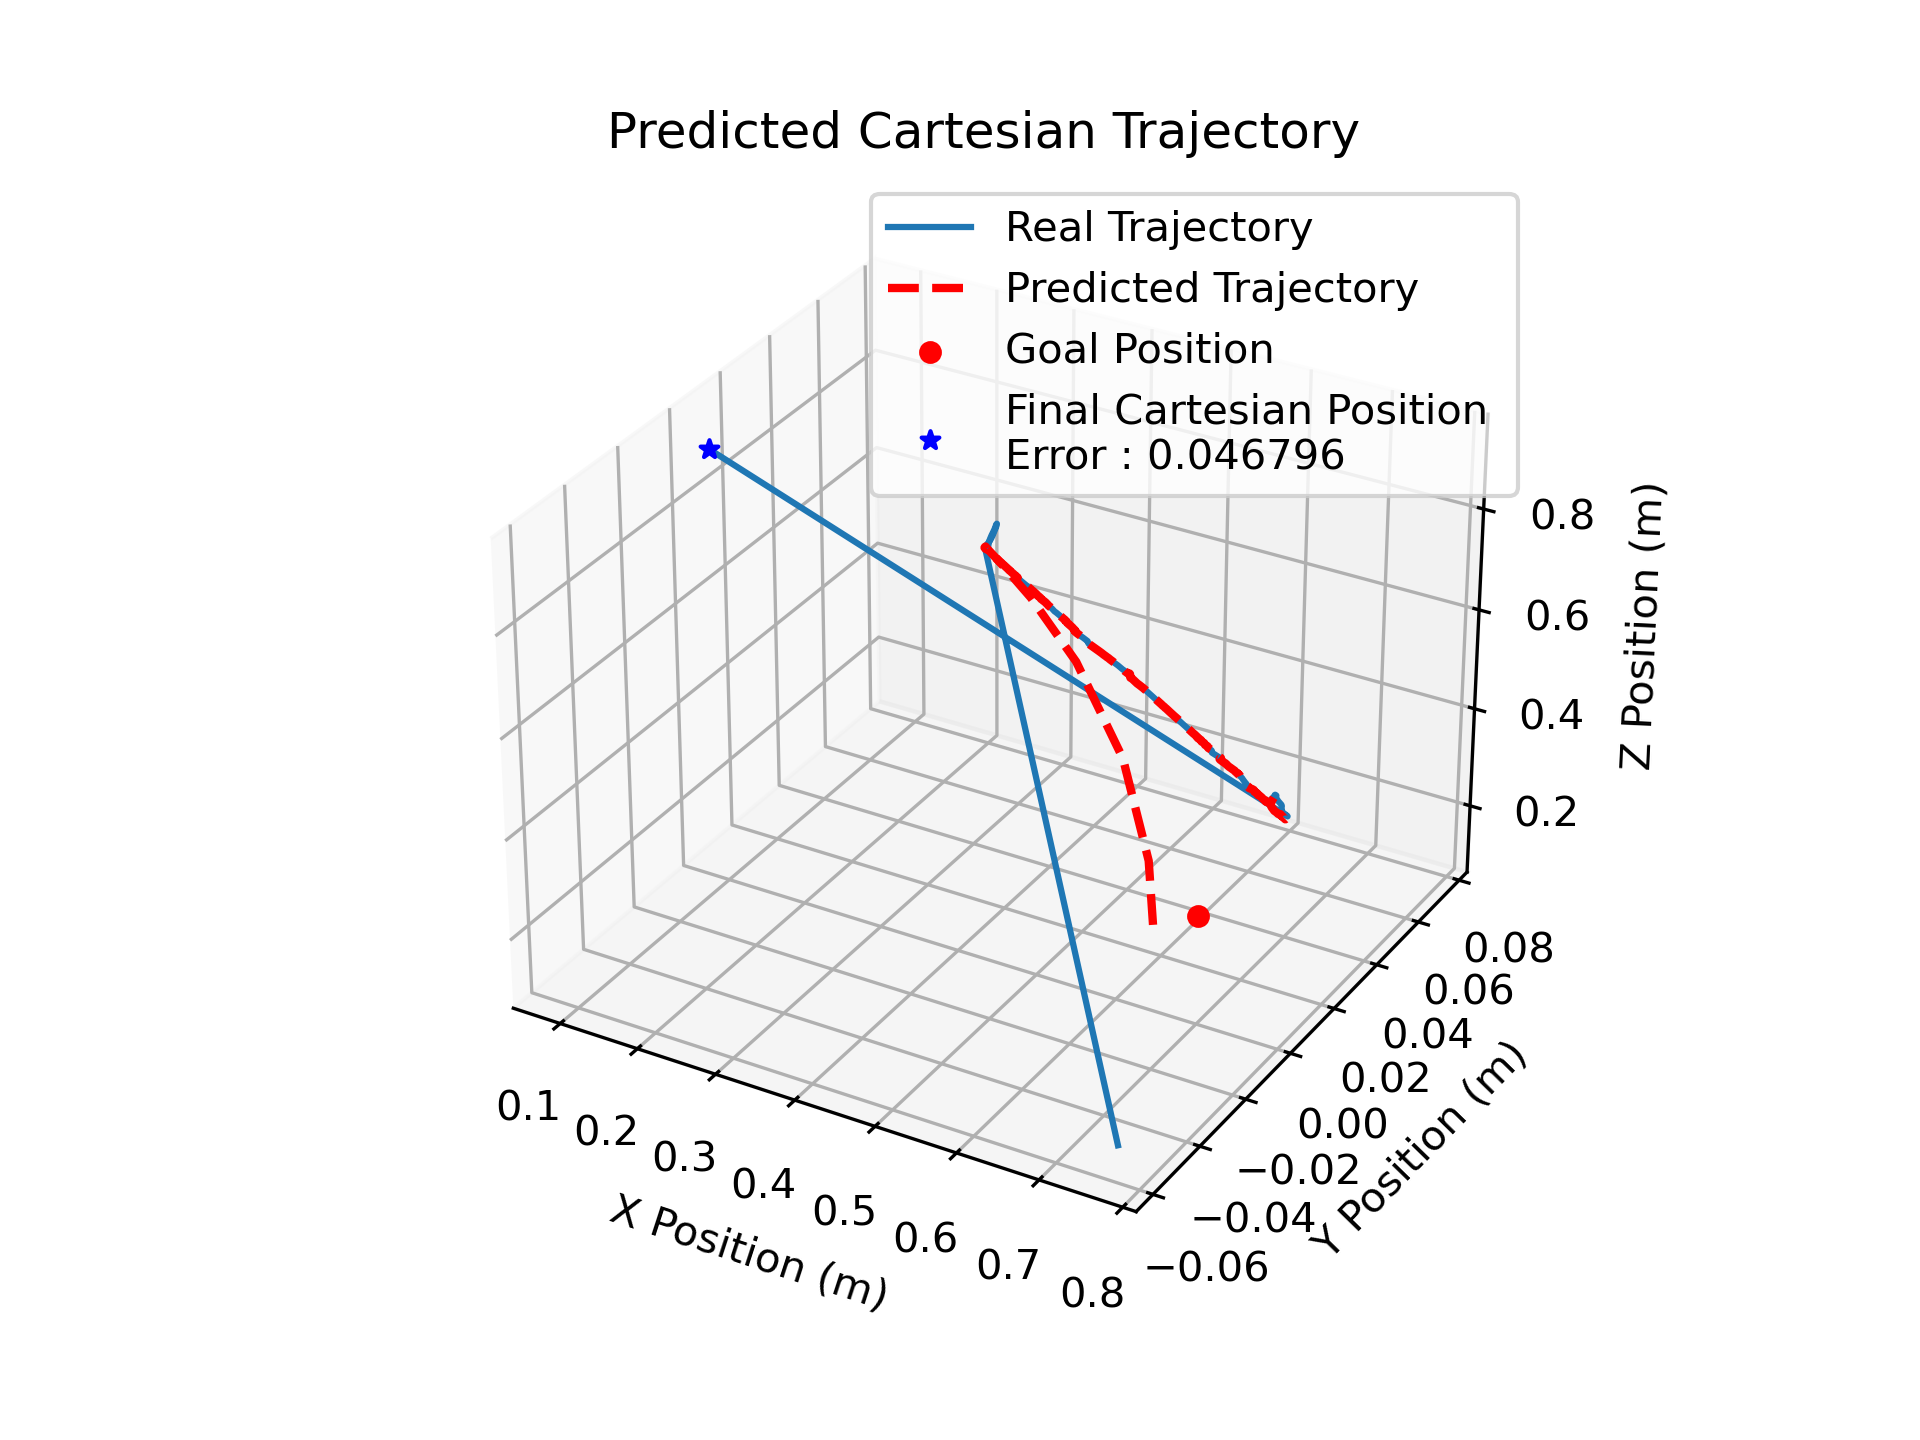 Predicted Cartesian Trajectory
Real Trajectory
Predicted Trajectory
Goal Position
Final Cartesian Position
Error : 0.046796
0.8
0.6
0.4
0.2
Z Position (m)
0.08
0.06
0.04
0.02
0.00
−0.02
−0.04
−0.06
Y Position (m)
0.1
0.2
0.3
0.4
0.5
0.6
0.7
0.8
X Position (m)